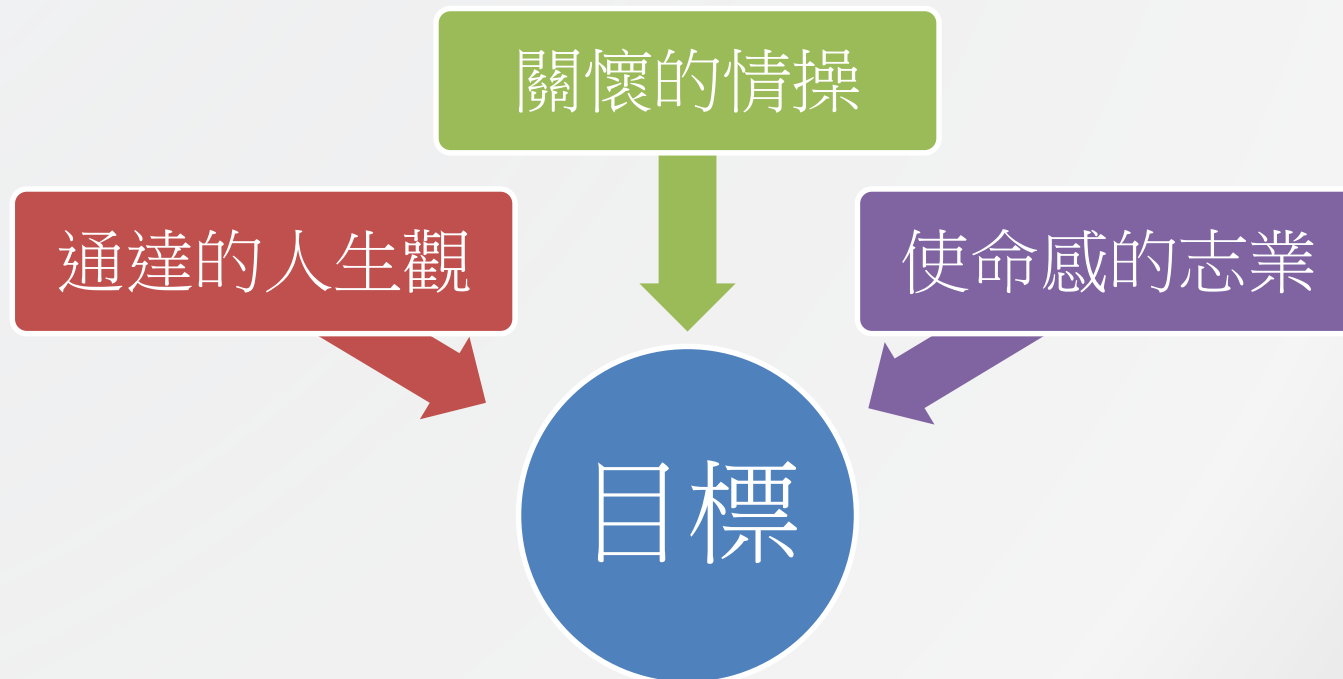 關懷的情操
通達的人生觀
使命感的志業
目標